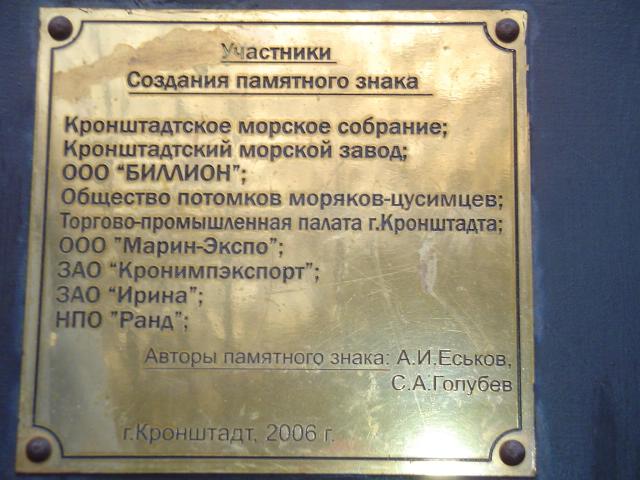 Участники
Создания памятного знака
Кронштадтское морское собрание;
Кронштадтский морской завод;
ООО “БИЛЛИОН”;
Общество потомков моряков-цусимцев;
Торгово-промышленная палата г.Кронштадта;
ООО ”Марин-Экспо”;
ЗАО “Кронимпэкспорт”;
ЗАО “Ирина”;
НПО ”Ранд”;
Авторы памятного знака: А.И.Еськов,
С.А.Голубев
г.Кронштадт, 2006 г.